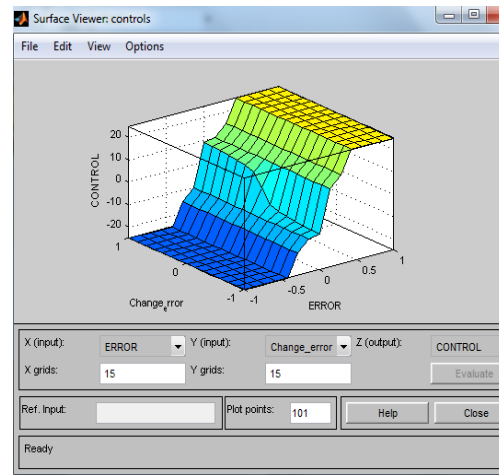 Surface Viewer: controls
File Edit View Options
20
10
0
-10
-20
CONTROL
1
0
-1
Change_error
-1
-0.5
0
0.5
1
ERROR
X (input): ERROR Y (input): Change_error Z (output): CONTROL
X grids: 15 Y grids: 15 Evaluate
Ref. Input: Plot points: 101 Help Close
Ready